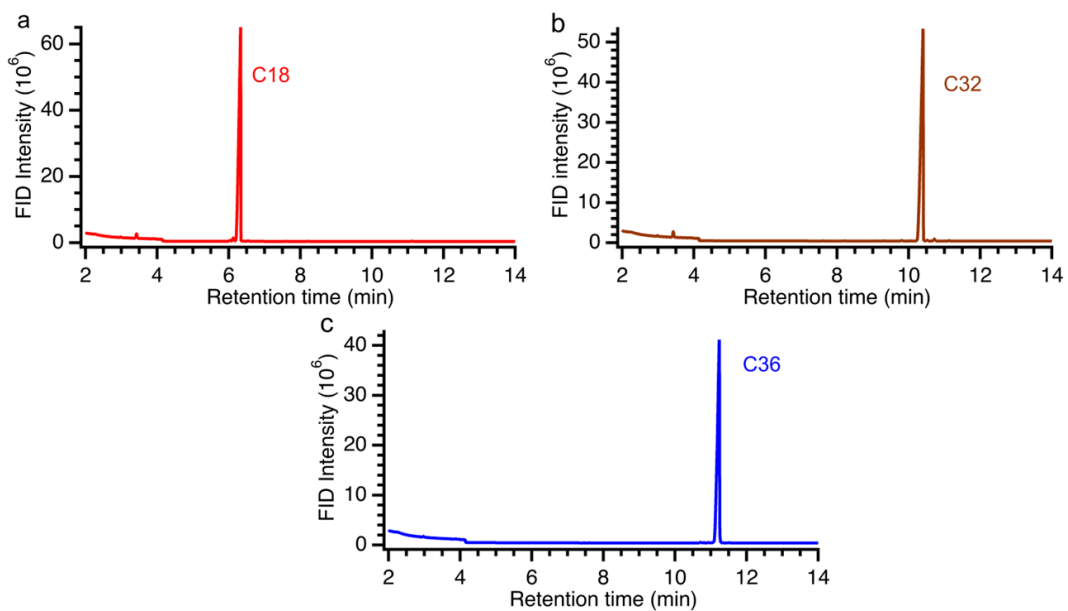 a
60
40
20
0
FID Intensity (10⁶)
C18
2 4 6 8 10 12 14
Retention time (min)
b
50
40
30
20
10
0
FID intensity (10⁶)
C32
2 4 6 8 10 12 14
Retention time (min)
c
40
30
20
10
0
FID Intensity (10⁶)
C36
2 4 6 8 10 12 14
Retention time (min)